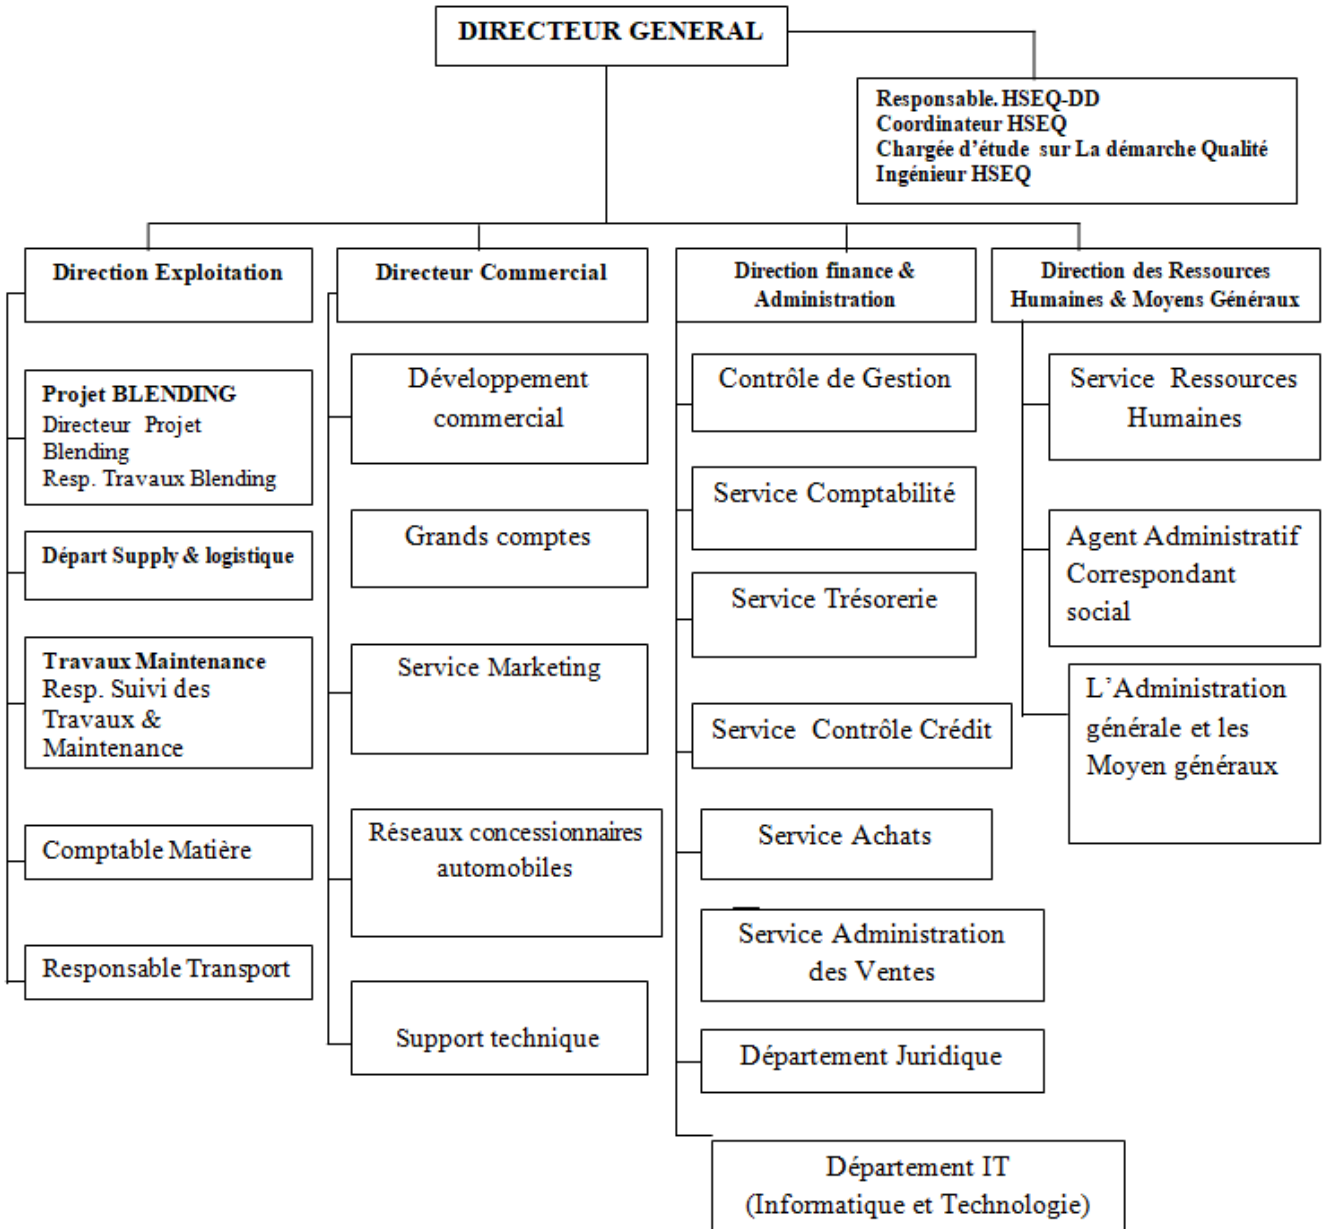 DIRECTEUR GENERAL
Responsable. HSEQ-DD
Coordinateur HSEQ
Chargée d’étude sur La démarche Qualité
Ingénieur HSEQ
Direction Exploitation
Projet BLENDING
Directeur Projet
Blending
Resp. Travaux Blending
Départ Supply & logistique
Travaux Maintenance
Resp. Suivi des
Travaux &
Maintenance
Comptable Matière
Responsable Transport
Directeur Commercial
Développement
commercial
Grands comptes
Service Marketing
Réseaux concessionnaires
automobiles
Support technique
Direction finance &
Administration
Contrôle de Gestion
Service Comptabilité
Service Trésorerie
Service Contrôle Crédit
Service Achats
Service Administration
des Ventes
Département Juridique
Département IT
(Informatique et Technologie)
Direction des Ressources
Humaines & Moyens Généraux
Service Ressources
Humaines
Agent Administratif
Correspondant
social
L’Administration
générale et les
Moyen généraux